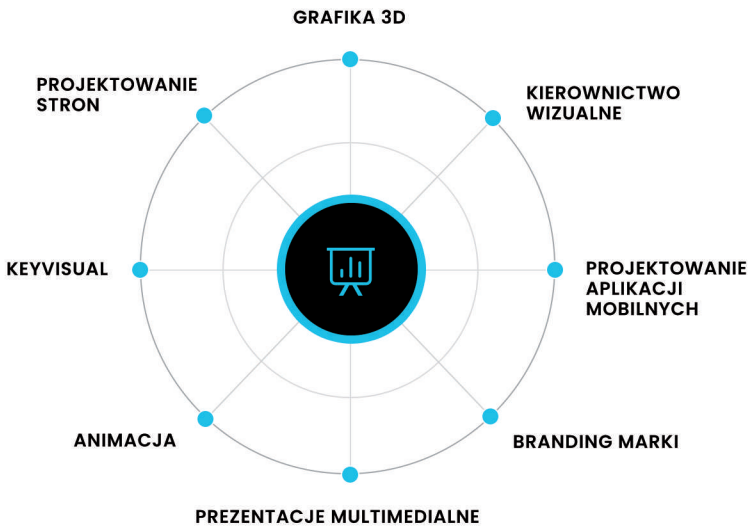 GRAFIKA 3D
PROJEKTOWANIE
STRON
KIEROWNICTWO
WIZUALNE
KEYVISUAL
PROJEKTOWANIE
APLIKACJI
MOBILNYCH
ANIMACJA
BRANDING MARKI
PREZENTACJE MULTIMEDIALNE